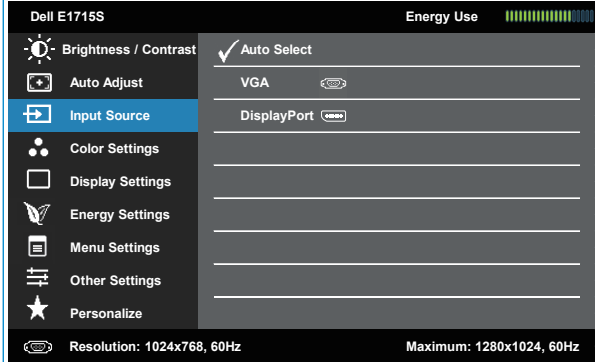 Dell E1715S Energy Use
Brightness / Contrast Auto Select
Auto Adjust VGA
Input Source DisplayPort
Color Settings
Display Settings
Energy Settings
Menu Settings
Other Settings
Personalize
Resolution: 1024x768, 60Hz Maximum: 1280x1024, 60Hz